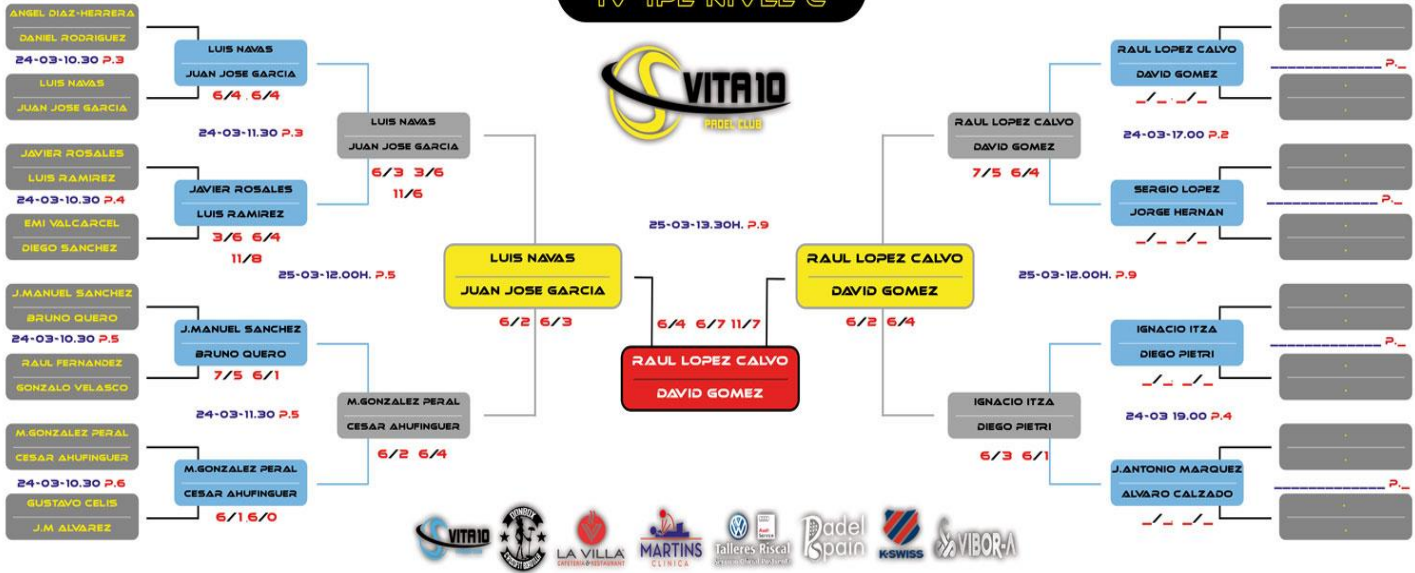 IV TPL NIVEL C
ANGEL DIAZ-HERRERA
DANIEL RODRIGUEZ
24-03-10.30 P.3
LUIS NAVAS
JUAN JOSE GARCIA
JAVIER ROSALES
LUIS RAMIREZ
24-03-10.30 P.4
EMI VALCARCEL
DIEGO SANCHEZ
J.MANUEL SANCHEZ
BRUNO QUERO
24-03-10.30 P.5
RAUL FERNANDEZ
GONZALO VELASCO
M.GONZALEZ PERAL
CESAR AHUFINGUER
24-03-10.30 P.6
GUSTAVO CELIS
J.M ALVAREZ
LUIS NAVAS
JUAN JOSE GARCIA
6/4 . 6/4
24-03-11.30 P.3
JAVIER ROSALES
LUIS RAMIREZ
3/6 6/4
11/8
25-03-12.00H. P.5
J.MANUEL SANCHEZ
BRUNO QUERO
7/5 6/1
24-03-11.30 P.5
M.GONZALEZ PERAL
CESAR AHUFINGUER
6/1 6/0
LUIS NAVAS
JUAN JOSE GARCIA
6/3 3/6
11/6
M.GONZALEZ PERAL
CESAR AHUFINGUER
6/2 6/4
LUIS NAVAS
JUAN JOSE GARCIA
6/2 6/3
VITA10
PADEL CLUB
25-03-13.30H. P.9
6/4 6/7 11/7
RAUL LOPEZ CALVO
DAVID GOMEZ
RAUL LOPEZ CALVO
DAVID GOMEZ
6/2 6/4
RAUL LOPEZ CALVO
DAVID GOMEZ
7/5 6/4
25-03-12.00H. P.9
IGNACIO ITZA
DIEGO PIETRI
6/3 6/1
RAUL LOPEZ CALVO
DAVID GOMEZ
_/_ . _/_
24-03-17.00 P.2
SERGIO LOPEZ
JORGE HERNAN
_/_ _/_
IGNACIO ITZA
DIEGO PIETRI
_/_ . _/_
24-03 19.00 P.4
J.ANTONIO MARQUEZ
ALVARO CALZADO
_/_ _/_
_____________ P._
_____________ P._
_____________ P._
_____________ P._
VITA10
DONBOX
LA VILLA
CAFETERIA & RESTAURANT
MARTINS
CLINICA
Audi
Service
Talleres Riscal
Padel
Spain
K-SWISS
VIBOR-A